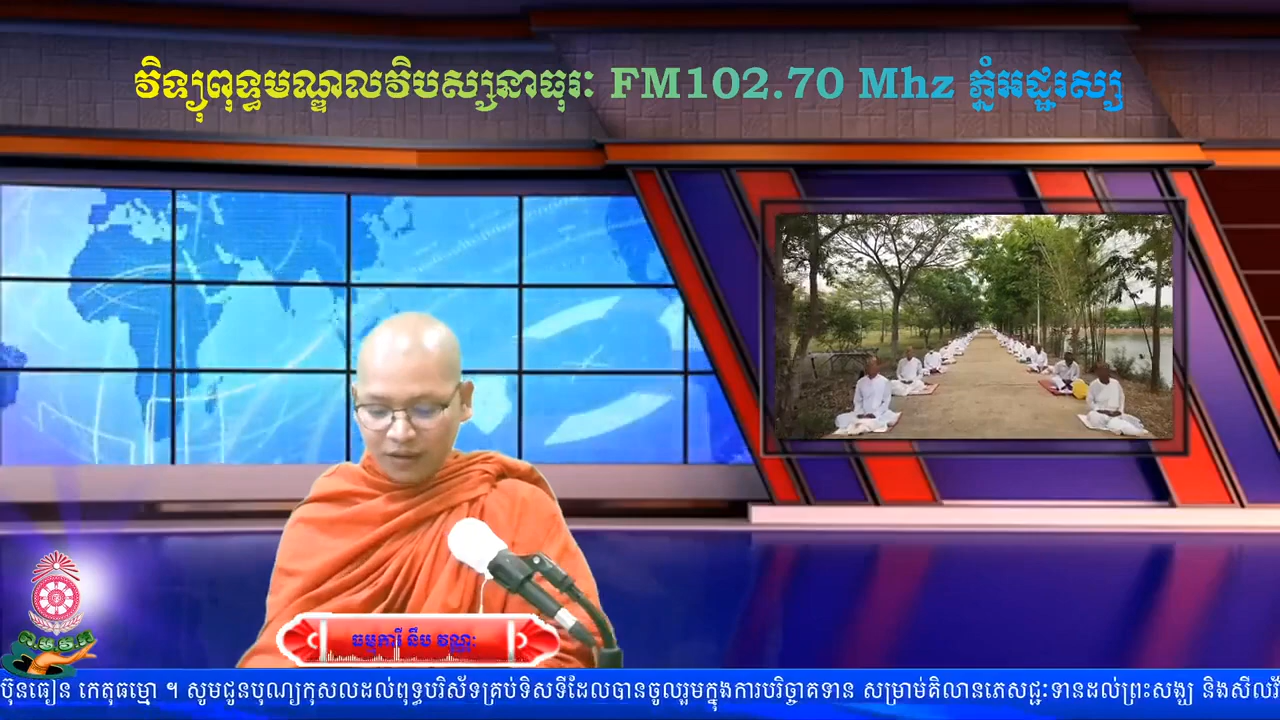 វិទ្យុពុទ្ធមណ្ឌលវិបស្សនាធុរៈ FM102.70 Mhz ភ្នំអដ្ឋរស្ស
ធម្មការី នឹប វណ្ណៈ
ប៊ុនធឿន កេតុធម្មោ ។ សូមជូនបុណ្យកុសលដល់ពុទ្ធបរិស័ទគ្រប់ទិសទីដែលបានចូលរួមក្នុងការបរិច្ចាគទាន សម្រាប់គិលានភេសជ្ជៈទានដល់ព្រះសង្ឃ និងសីលវ៉